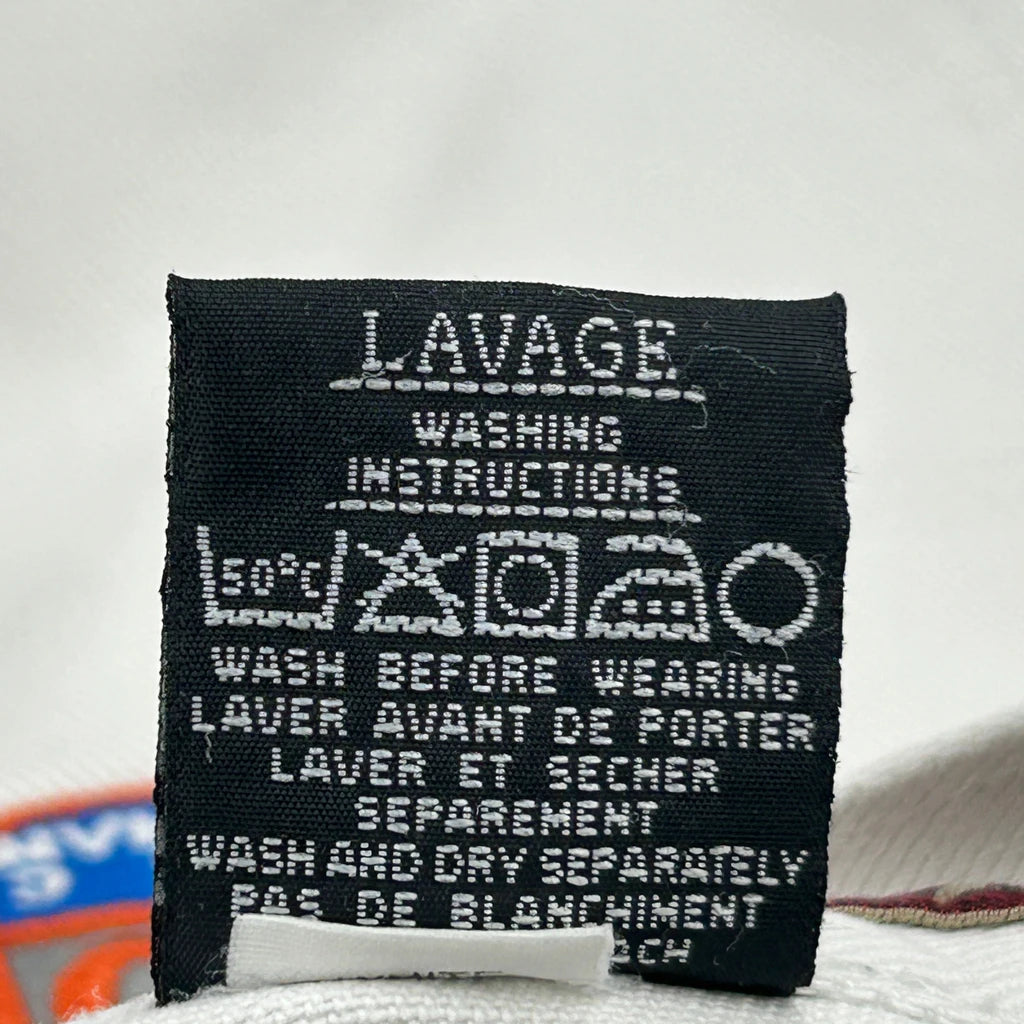 LAVAGE
WASHING
INSTRUCTIONS
50°C
WASH BEFORE WEARING
LAVER AVANT DE PORTER
LAVER ET SECHER
SEPAREMENT
WASH AND DRY SEPARATELY
PAS DE BLANCHIMENT